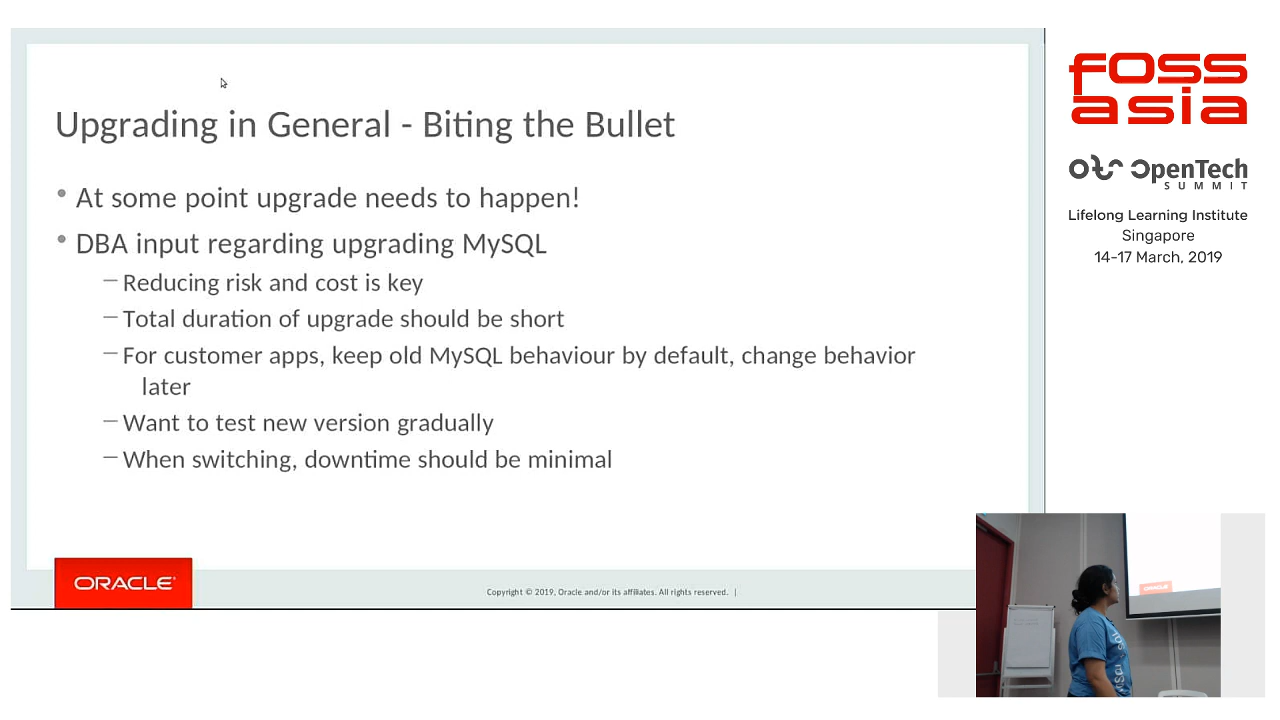 Upgrading in General - Biting the Bullet
• At some point upgrade needs to happen!
• DBA input regarding upgrading MySQL
– Reducing risk and cost is key
– Total duration of upgrade should be short
– For customer apps, keep old MySQL behaviour by default, change behavior
later
– Want to test new version gradually
– When switching, downtime should be minimal
ORACLE
Copyright © 2019, Oracle and/or its affiliates. All rights reserved. |
FOSS
asia
OTS OpenTech
SUMMIT
Lifelong Learning Institute
Singapore
14-17 March, 2019